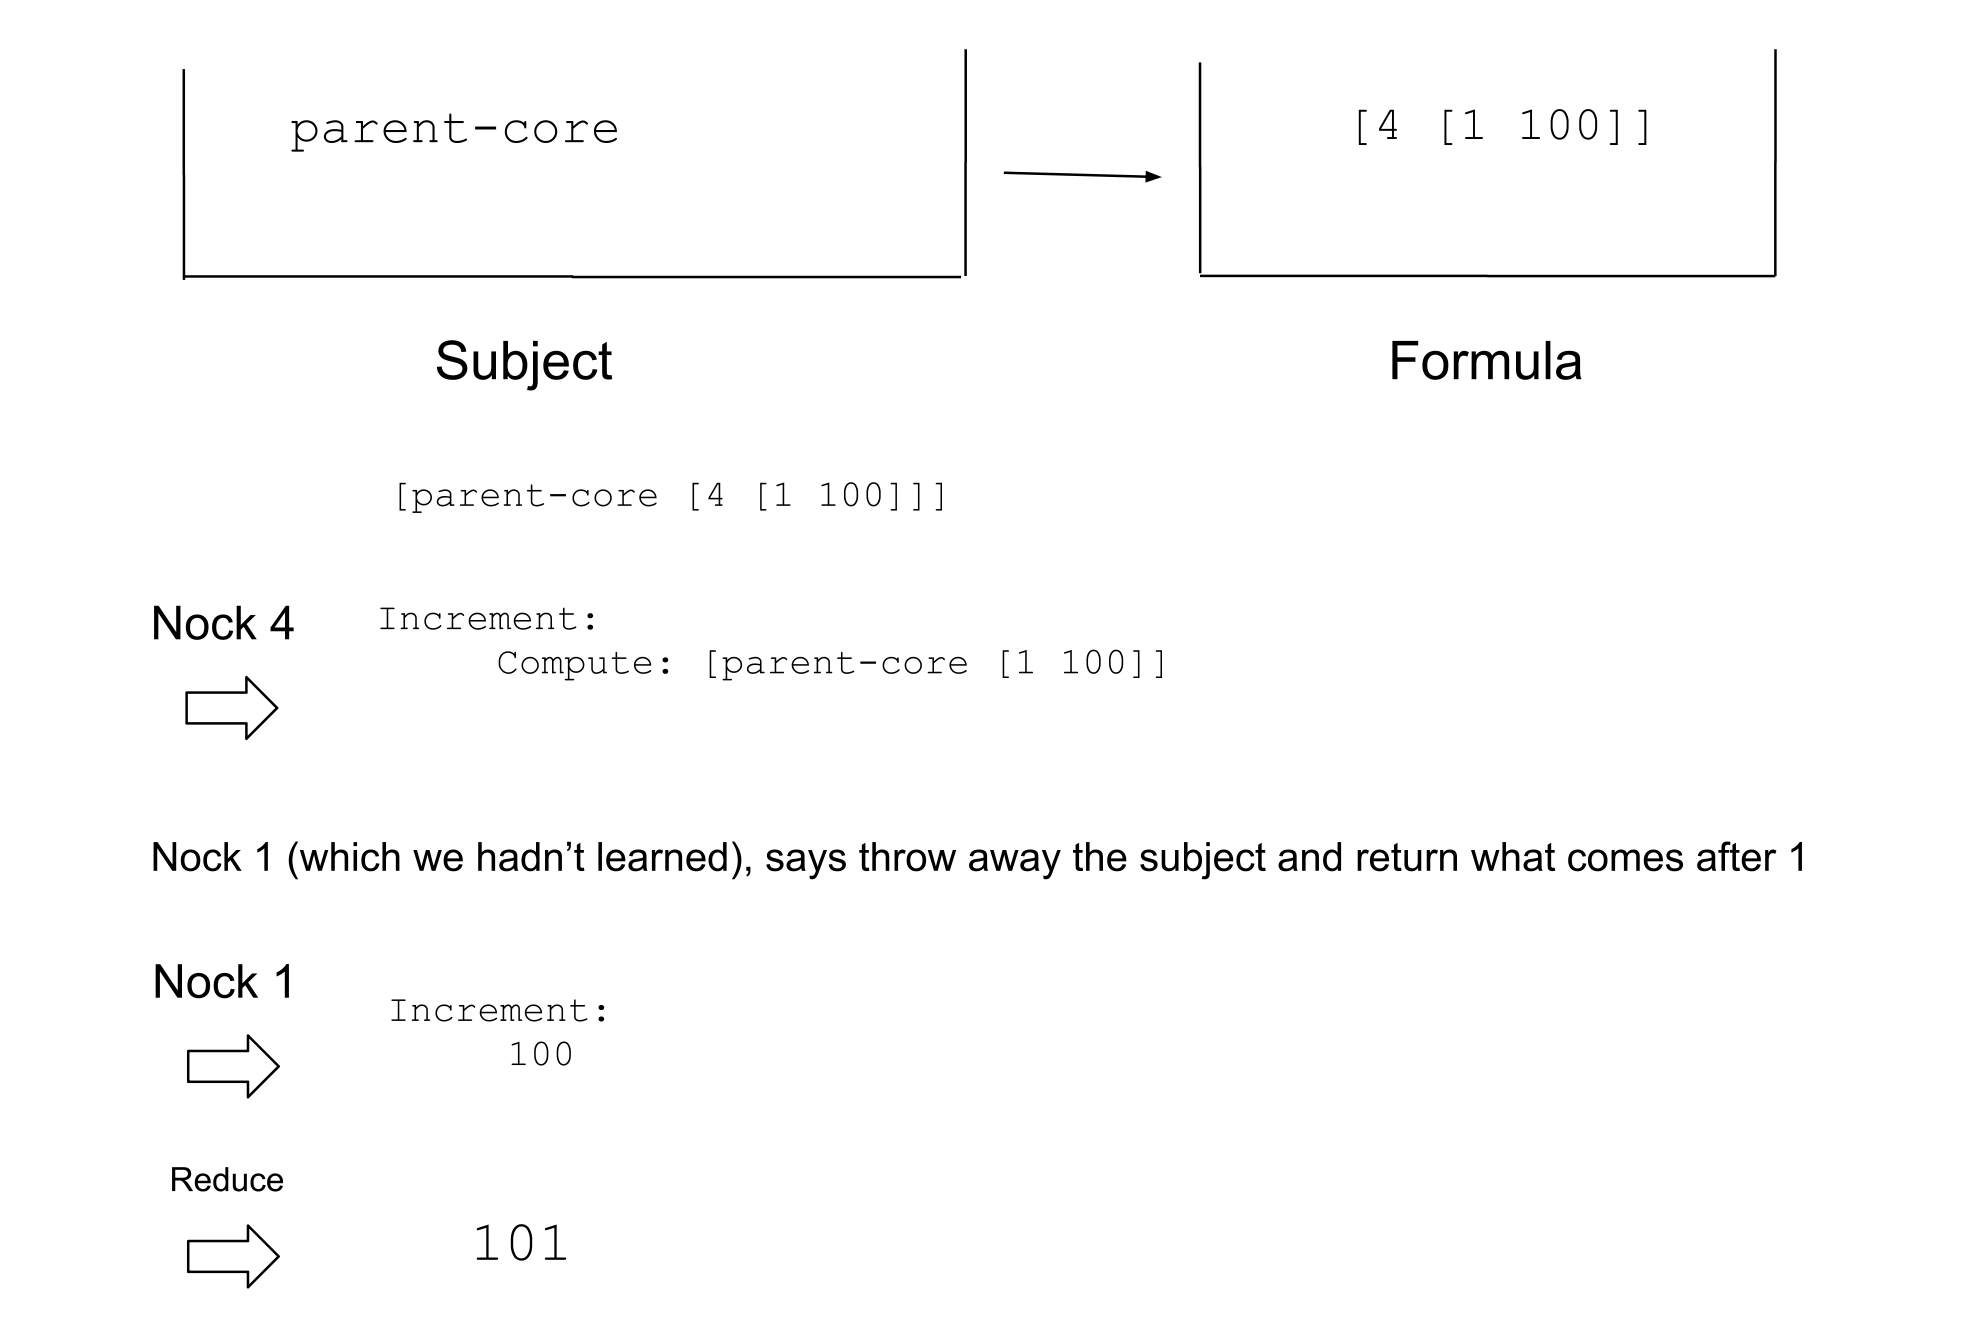 parent-core
[4 [1 100]]
Subject
Formula
[parent-core [4 [1 100]]]
Nock 4
Increment:
Compute: [parent-core [1 100]]
Nock 1 (which we hadn’t learned), says throw away the subject and return what comes after 1
Nock 1
Increment:
100
Reduce
101